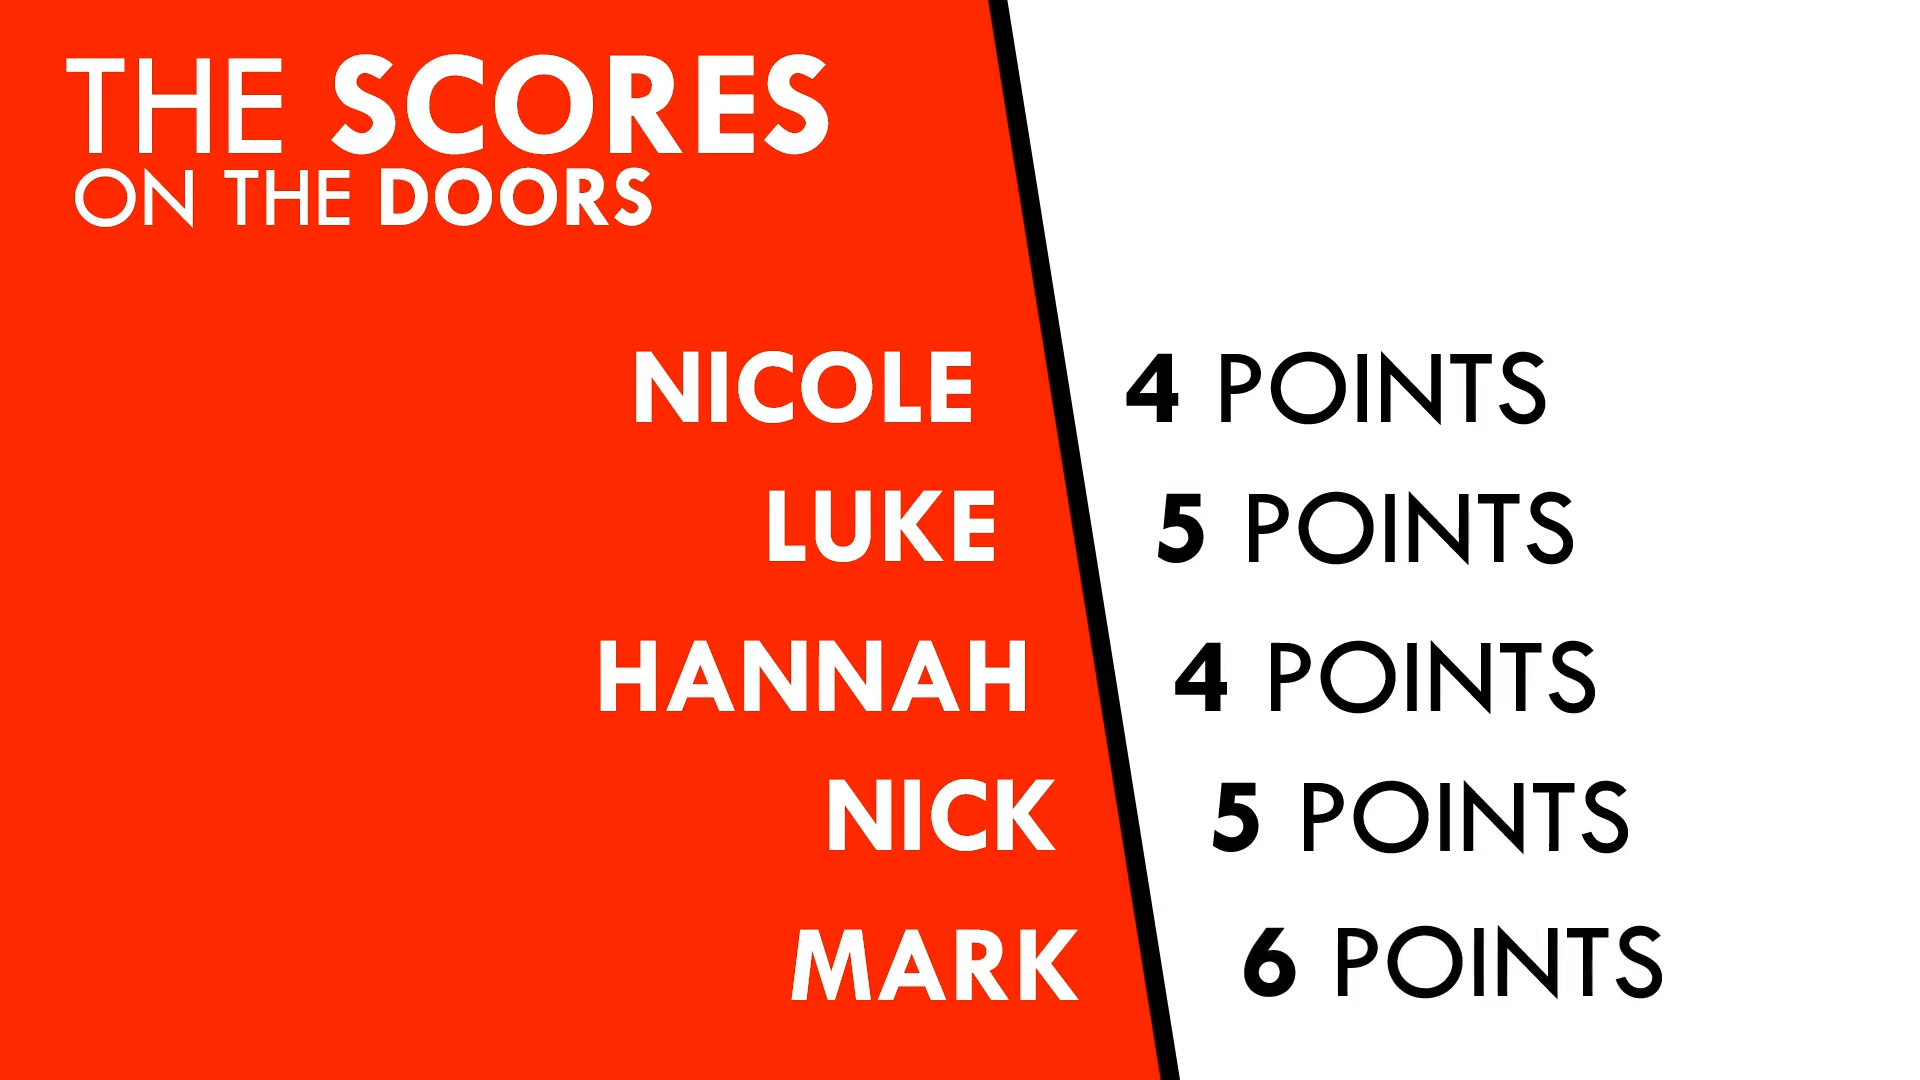 THE SCORES
ON THE DOORS
NICOLE 4 POINTS
LUKE 5 POINTS
HANNAH 4 POINTS
NICK 5 POINTS
MARK 6 POINTS